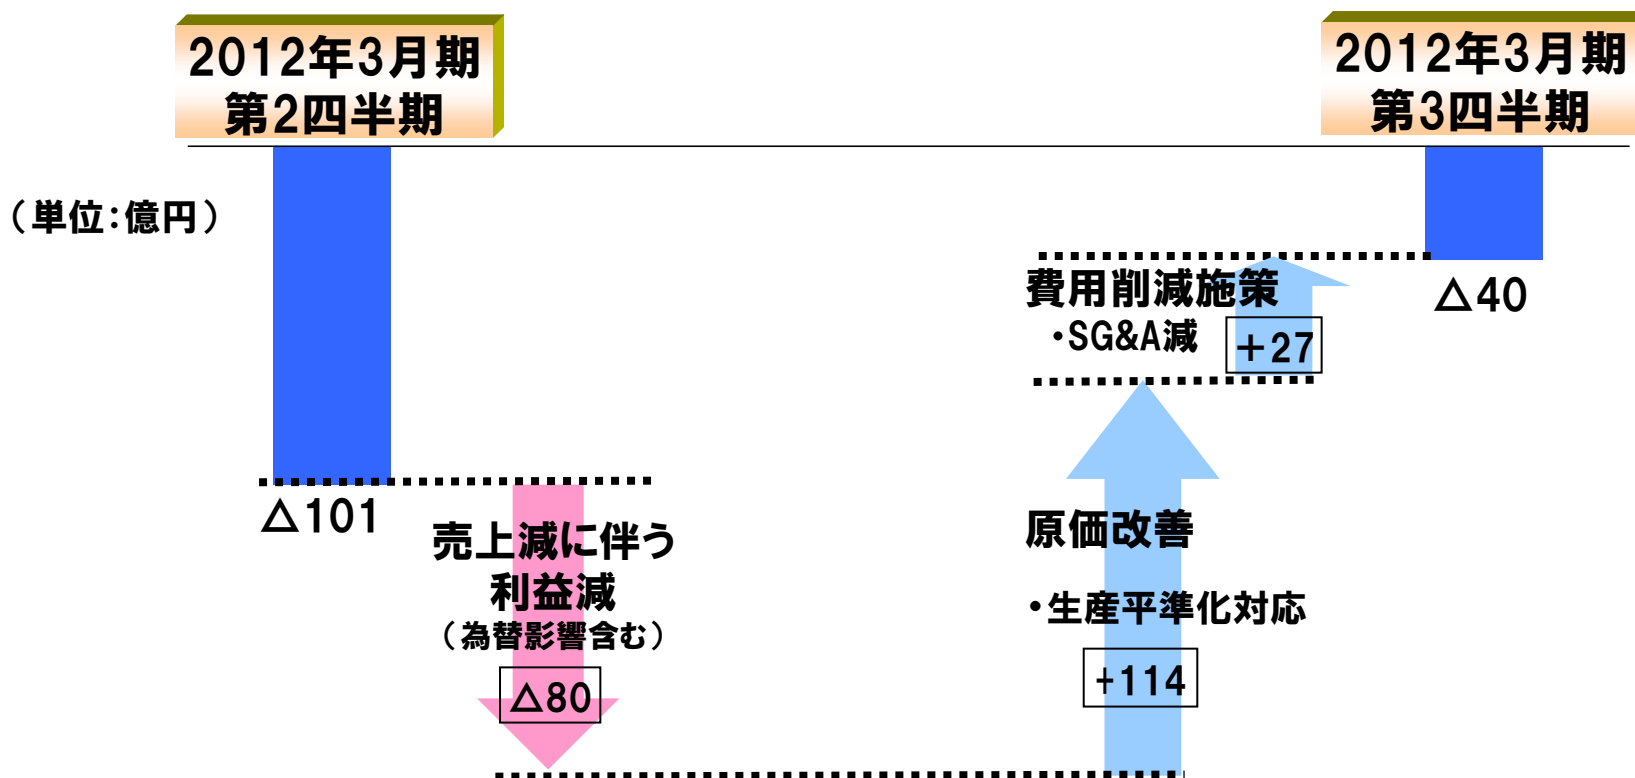 2012年3月期
第2四半期
2012年3月期
第3四半期
（単位：億円）
△101
売上減に伴う
利益減
（為替影響含む）
△80
費用削減施策
・SG&A減
＋27
原価改善
・生産平準化対応
+114
△40